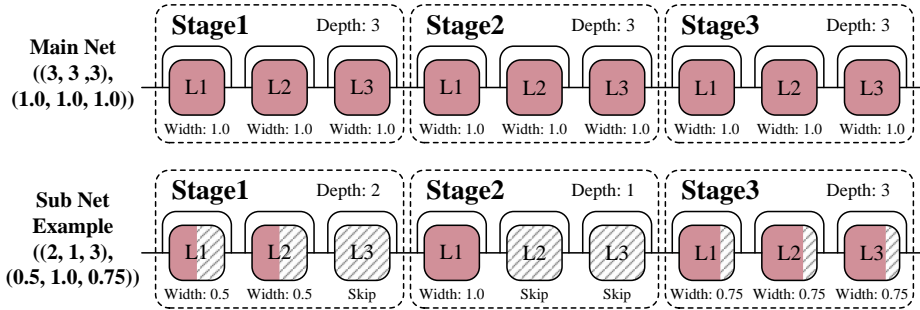 Main Net
((3, 3 ,3),
(1.0, 1.0, 1.0))
Stage1 Depth: 3
L1 L2 L3
Width: 1.0 Width: 1.0 Width: 1.0
Stage2 Depth: 3
L1 L2 L3
Width: 1.0 Width: 1.0 Width: 1.0
Stage3 Depth: 3
L1 L2 L3
Width: 1.0 Width: 1.0 Width: 1.0
Sub Net
Example
((2, 1, 3),
(0.5, 1.0, 0.75))
Stage1 Depth: 2
L1 L2 L3
Width: 0.5 Width: 0.5 Skip
Stage2 Depth: 1
L1 L2 L3
Width: 1.0 Skip Skip
Stage3 Depth: 3
L1 L2 L3
Width: 0.75 Width: 0.75 Width: 0.75